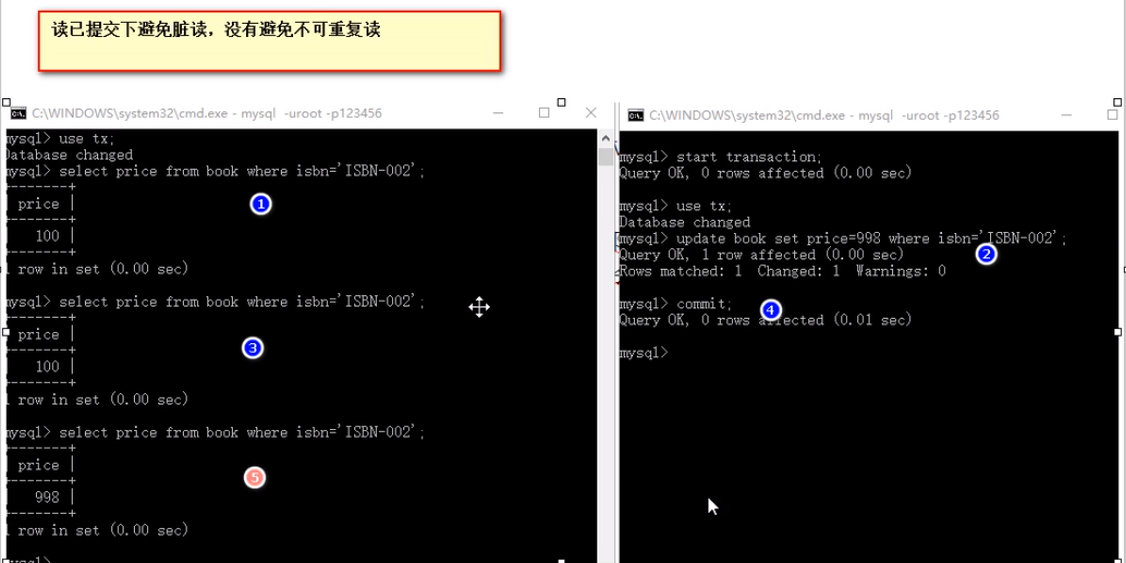 读已提交下避免脏读，没有避免不可重复读
C:\WINDOWS\system32\cmd.exe - mysql  -uroot -p123456
mysql> use tx;
Database changed
mysql> select price from book where isbn='ISBN-002';
+-------+
| price |
+-------+
|   100 |
+-------+
1 row in set (0.00 sec)
mysql> select price from book where isbn='ISBN-002';
+-------+
| price |
+-------+
|   100 |
+-------+
1 row in set (0.00 sec)
mysql> select price from book where isbn='ISBN-002';
+-------+
| price |
+-------+
|   998 |
+-------+
1 row in set (0.00 sec)
mysql>
1
3
5
C:\WINDOWS\system32\cmd.exe - mysql  -uroot -p123456
mysql> start transaction;
Query OK, 0 rows affected (0.00 sec)
mysql> use tx;
Database changed
mysql> update book set price=998 where isbn='ISBN-002';
Query OK, 1 row affected (0.00 sec)
Rows matched: 1  Changed: 1  Warnings: 0
mysql> commit;
Query OK, 0 rows affected (0.01 sec)
mysql>
2
4